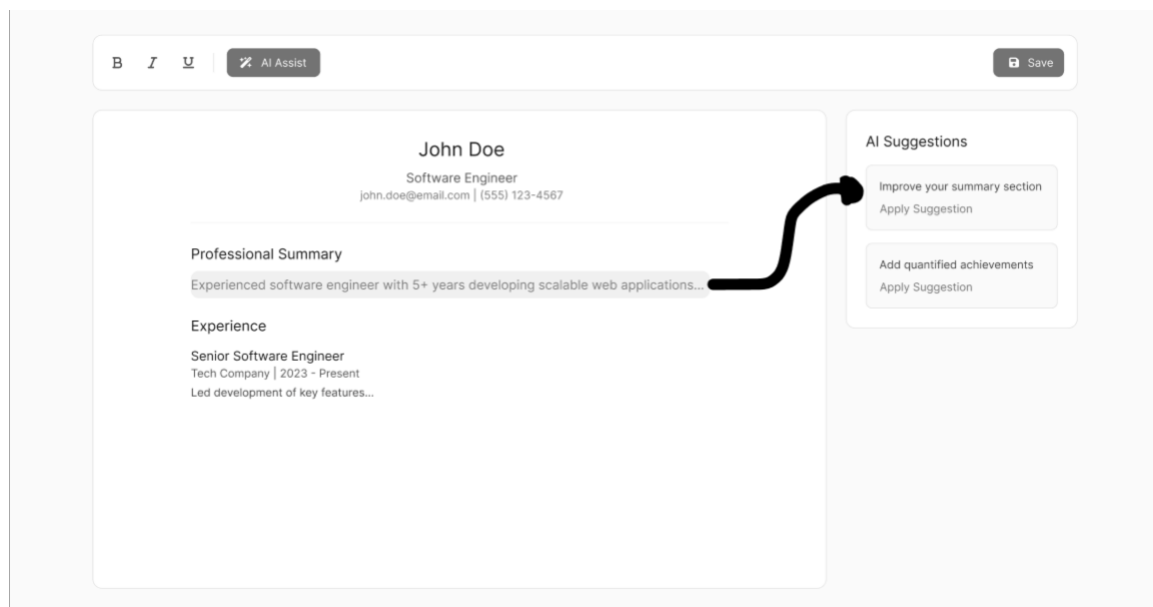 B I U AI Assist Save
John Doe
Software Engineer
john.doe@email.com | (555) 123-4567
Professional Summary
Experienced software engineer with 5+ years developing scalable web applications...
Experience
Senior Software Engineer
Tech Company | 2023 - Present
Led development of key features...
AI Suggestions
Improve your summary section
Apply Suggestion
Add quantified achievements
Apply Suggestion